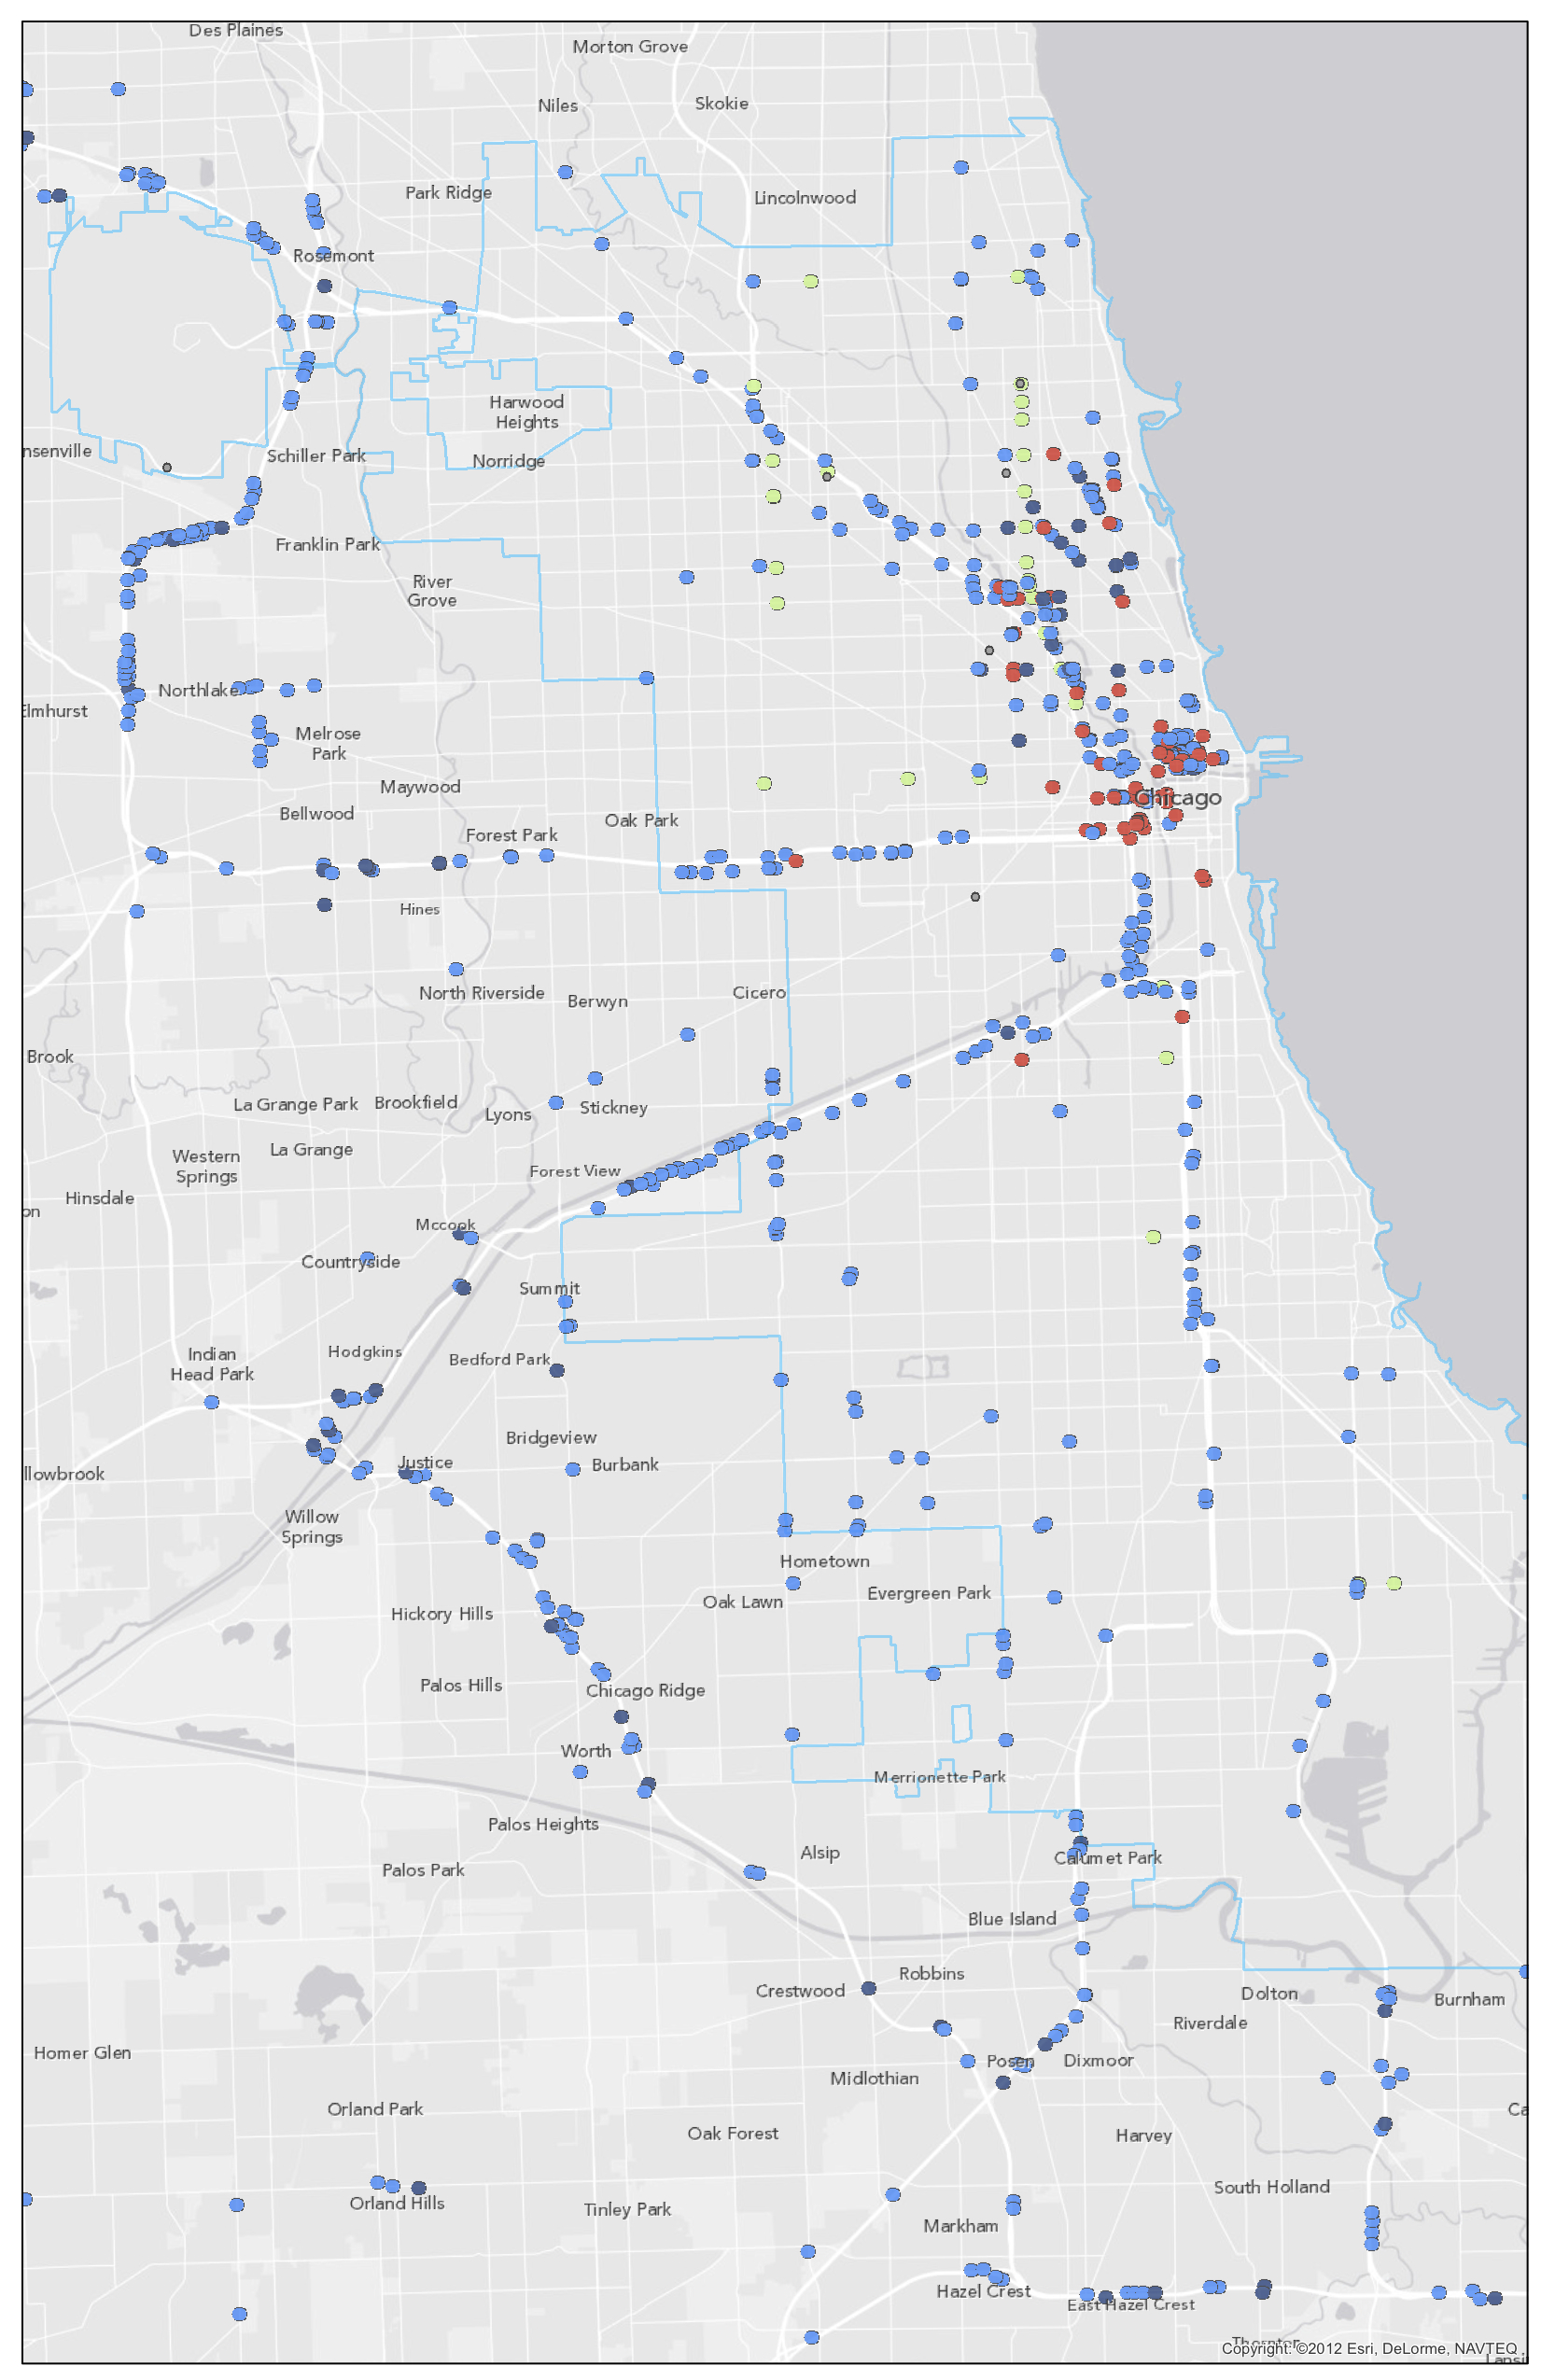 Des Plaines
Morton Grove
Niles
Skokie
Park Ridge
Lincolnwood
Rosemont
Harwood
Heights
nsenville
Schiller Park
Norridge
Franklin Park
River
Grove
Northlake
Elmhurst
Melrose
Park
Maywood
Chicago
Bellwood
Oak Park
Forest Park
Hines
North Riverside
Berwyn
Cicero
Brook
La Grange Park
Brookfield
Lyons
Stickney
La Grange
Western
Springs
Forest View
Hinsdale
on
Mccook
Countryside
Summit
Indian
Head Park
Hodgkins
Bedford Park
Bridgeview
Justice
Burbank
llowbrook
Willow
Springs
Hometown
Evergreen Park
Oak Lawn
Hickory Hills
Palos Hills
Chicago Ridge
Worth
Merrionette Park
Palos Heights
Alsip
Calumet Park
Palos Park
Blue Island
Robbins
Crestwood
Dolton
Burnham
Riverdale
Homer Glen
Posen
Dixmoor
Midlothian
Orland Park
Ca
Oak Forest
Harvey
South Holland
Orland Hills
Tinley Park
Markham
Hazel Crest
East Hazel Crest
Copyright: ©2012 Esri, DeLorme, NAVTEQ